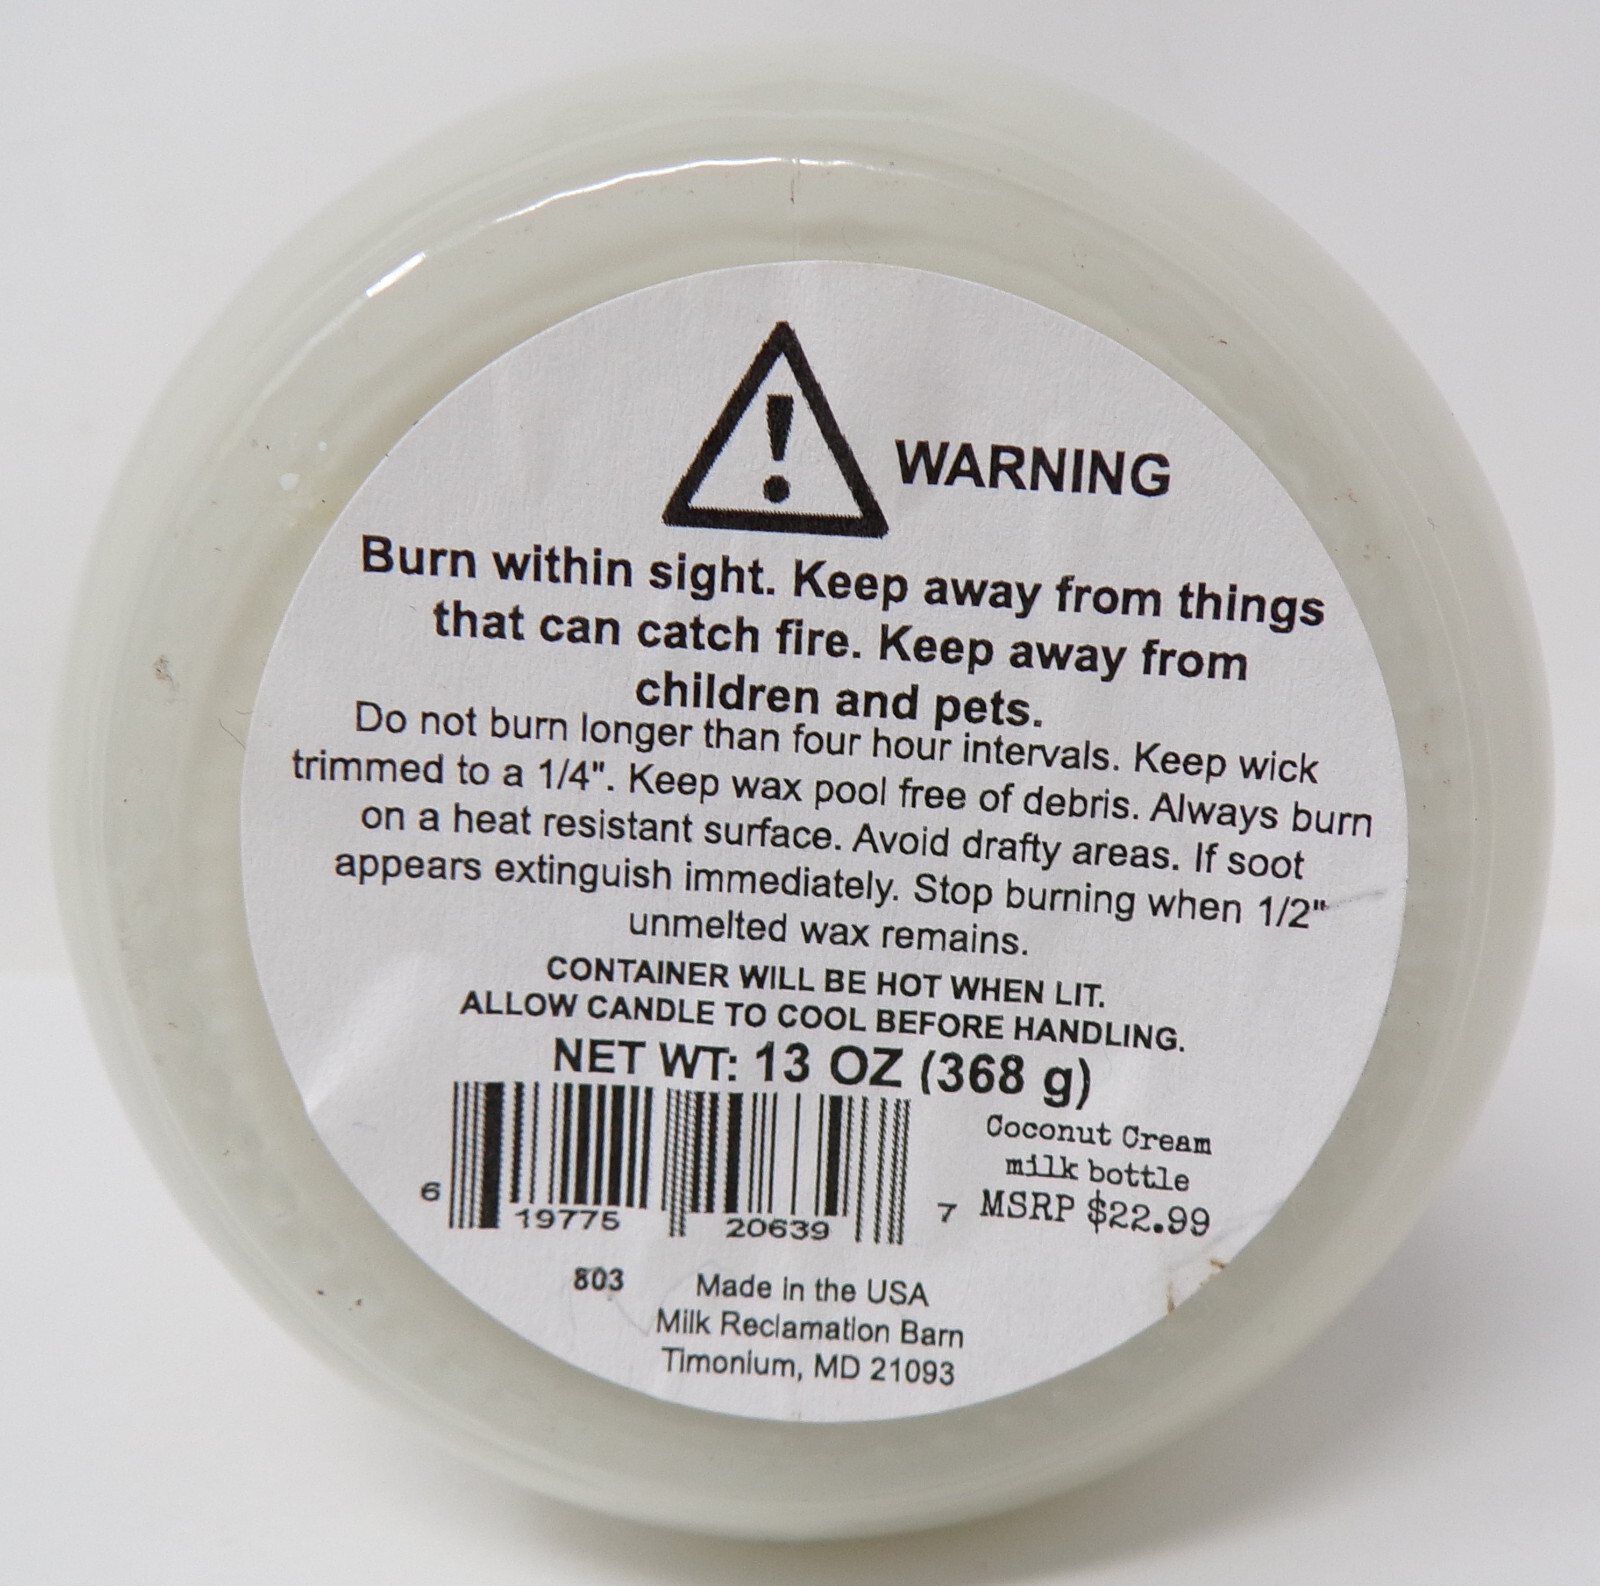 WARNING
Burn within sight. Keep away from things
that can catch fire. Keep away from
children and pets.
Do not burn longer than four hour intervals. Keep wick
trimmed to a 1/4". Keep wax pool free of debris. Always burn
on a heat resistant surface. Avoid drafty areas. If soot
appears extinguish immediately. Stop burning when 1/2"
unmelted wax remains.
CONTAINER WILL BE HOT WHEN LIT.
ALLOW CANDLE TO COOL BEFORE HANDLING.
NET WT: 13 OZ (368 g)
Coconut Cream
milk bottle
MSRP $22.99
6 19775 20639 7
803
Made in the USA
Milk Reclamation Barn
Timonium, MD 21093